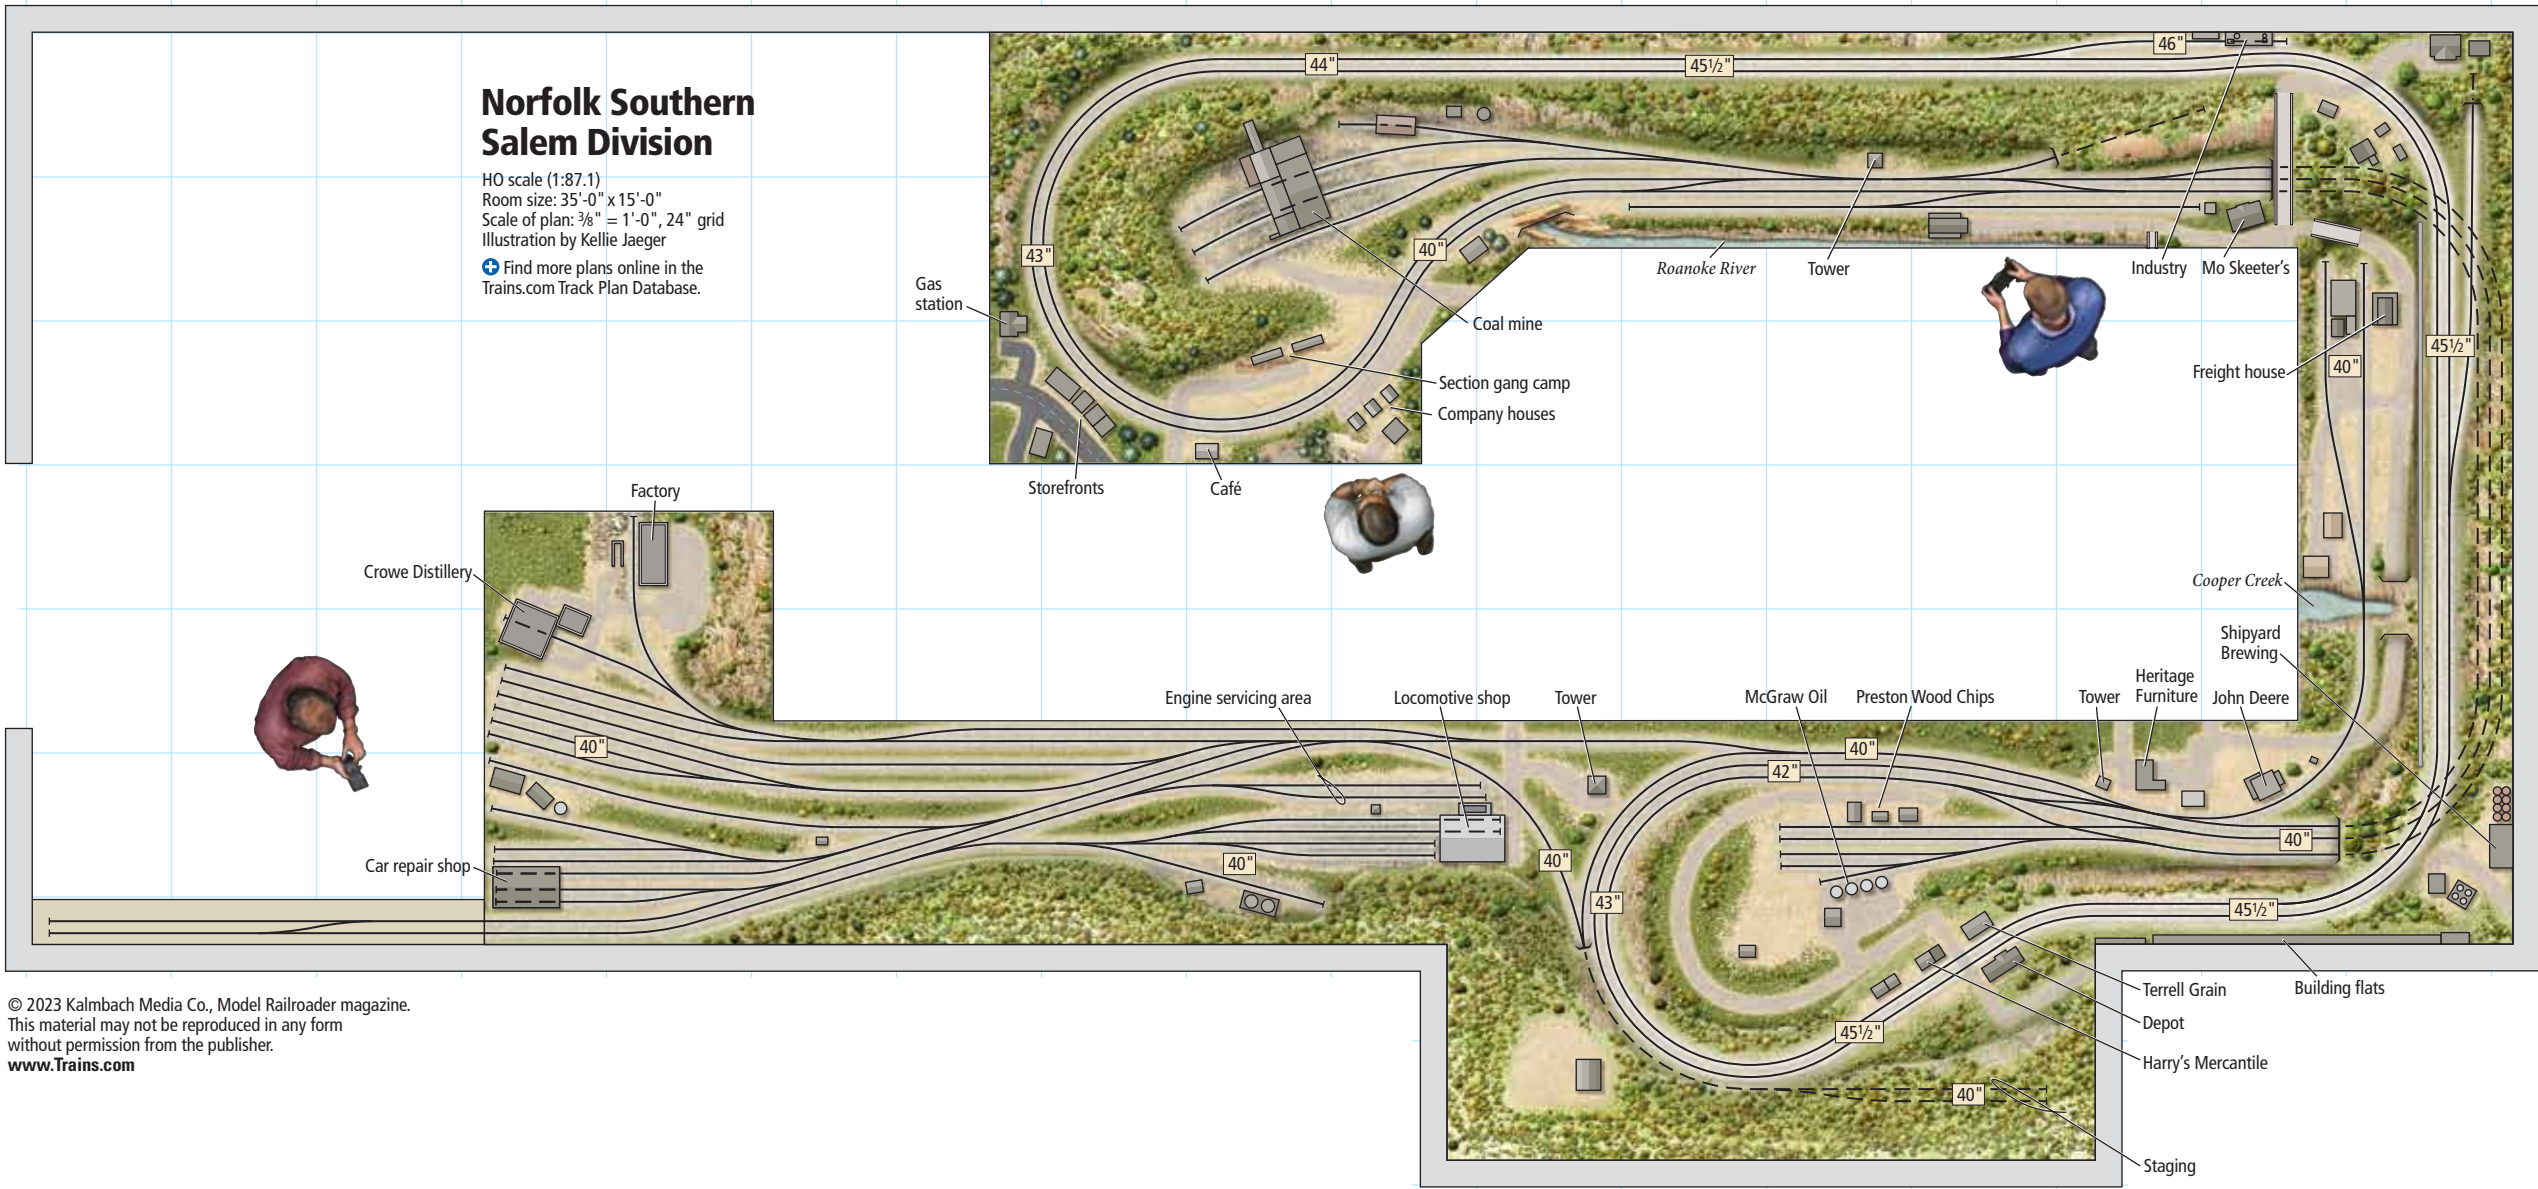 Norfolk Southern
Salem Division
HO scale (1:87.1)
Room size: 35'-0" x 15'-0"
Scale of plan: 3/8" = 1'-0", 24" grid
Illustration by Kellie Jaeger
Find more plans online in the
Trains.com Track Plan Database.
46"
44"
45½"
43"
40"
Gas
station
Roanoke River
Tower
Industry
Mo Skeeter's
Coal mine
Section gang camp
Company houses
Freight house
40"
45½"
Storefronts
Café
Factory
Crowe Distillery
Cooper Creek
Shipyard
Brewing
Engine servicing area
Locomotive shop
Tower
McGraw Oil
Preston Wood Chips
Tower
Heritage
Furniture
John Deere
40"
40"
42"
40"
Car repair shop
40"
40"
43"
45½"
45½"
40"
Terrell Grain
Building flats
Depot
Harry's Mercantile
Staging
© 2023 Kalmbach Media Co., Model Railroader magazine.
This material may not be reproduced in any form
without permission from the publisher.
www.Trains.com